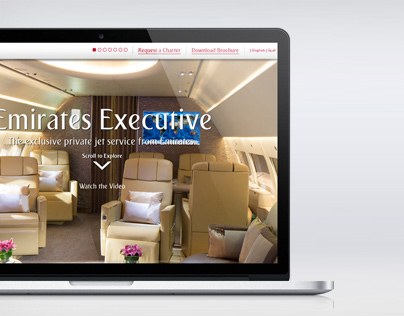 Request a Charter
Download Brochure
| English | عربية
Emirates Executive
The exclusive private jet service from Emirates.
Scroll to Explore
Watch the Video